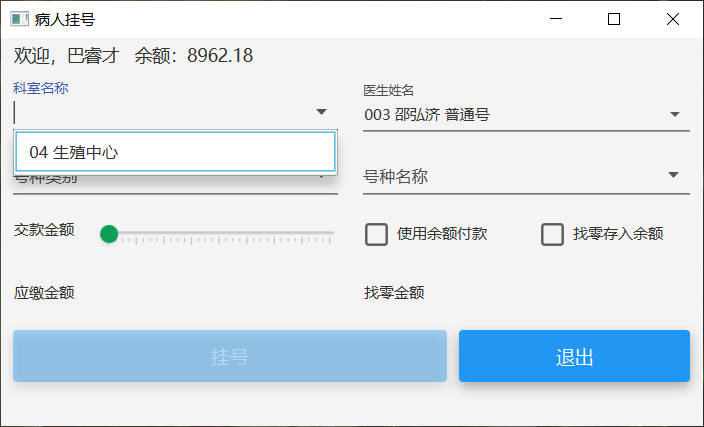 病人挂号
欢迎，巴睿才 余额：8962.18
科室名称
医生姓名
003 邵弘济 普通号
04 生殖中心
号种类别
号种名称
交款金额
使用余额付款
找零存入余额
应缴金额
找零金额
挂号
退出